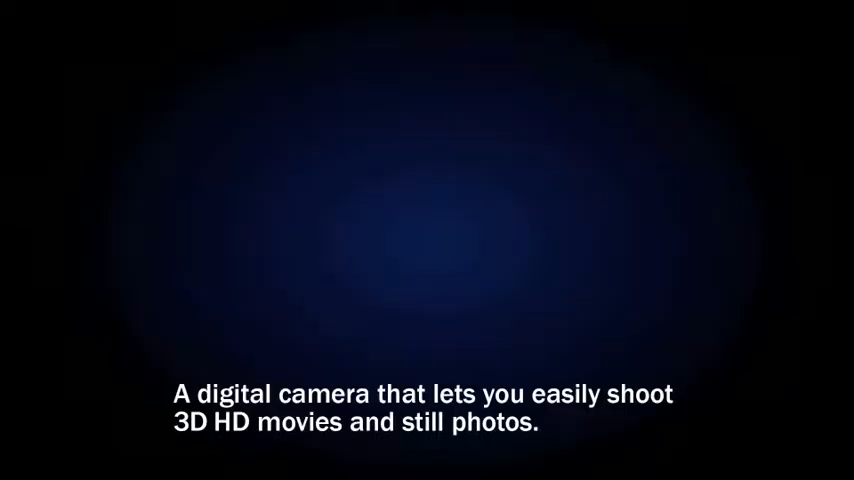 A digital camera that lets you easily shoot
3D HD movies and still photos.